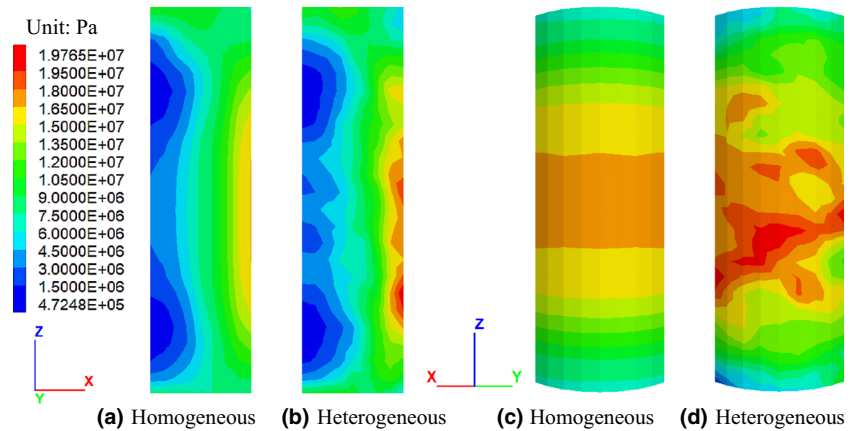 Unit: Pa
1.9765E+07
1.9500E+07
1.8000E+07
1.6500E+07
1.5000E+07
1.3500E+07
1.2000E+07
1.0500E+07
9.0000E+06
7.5000E+06
6.0000E+06
4.5000E+06
3.0000E+06
1.5000E+06
4.7248E+05
Z
X
Y
Z
X
Y
(a) Homogeneous (b) Heterogeneous (c) Homogeneous (d) Heterogeneous